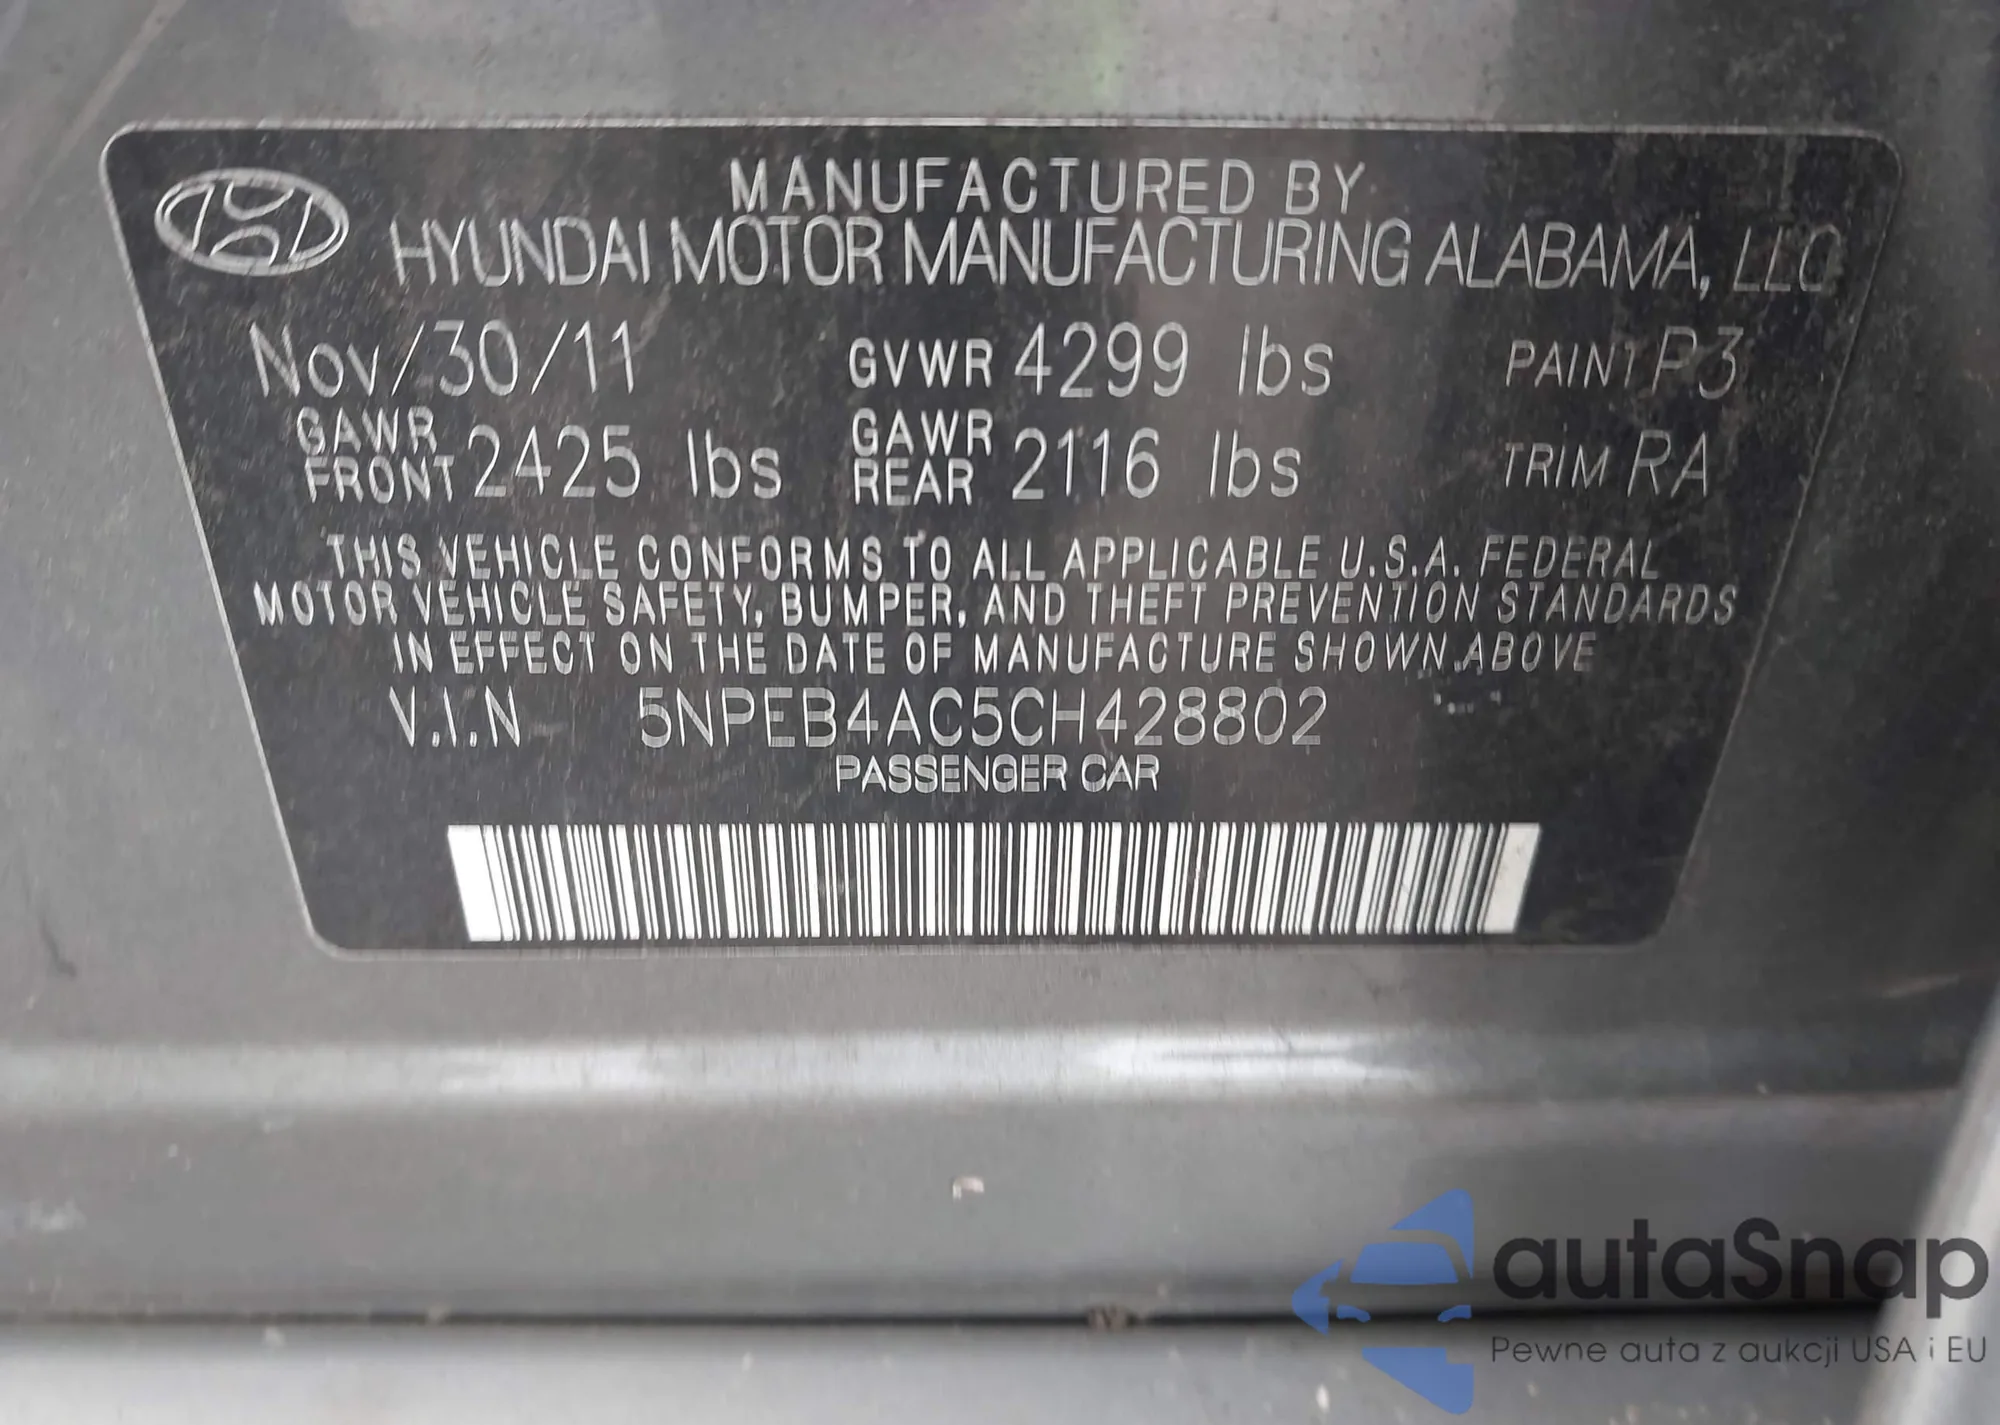 MANUFACTURED BY
HYUNDAI MOTOR MANUFACTURING ALABAMA, LLC
Nov/30/11 GVWR 4299 lbs PAINT P3
GAWR FRONT 2425 lbs GAWR REAR 2116 lbs TRIM RA
THIS VEHICLE CONFORMS TO ALL APPLICABLE U.S.A. FEDERAL
MOTOR VEHICLE SAFETY, BUMPER, AND THEFT PREVENTION STANDARDS
IN EFFECT ON THE DATE OF MANUFACTURE SHOWN ABOVE
V.I.N 5NPEB4AC5CH428802
PASSENGER CAR
autaSnap
Pewne auta z aukcji USA i EU